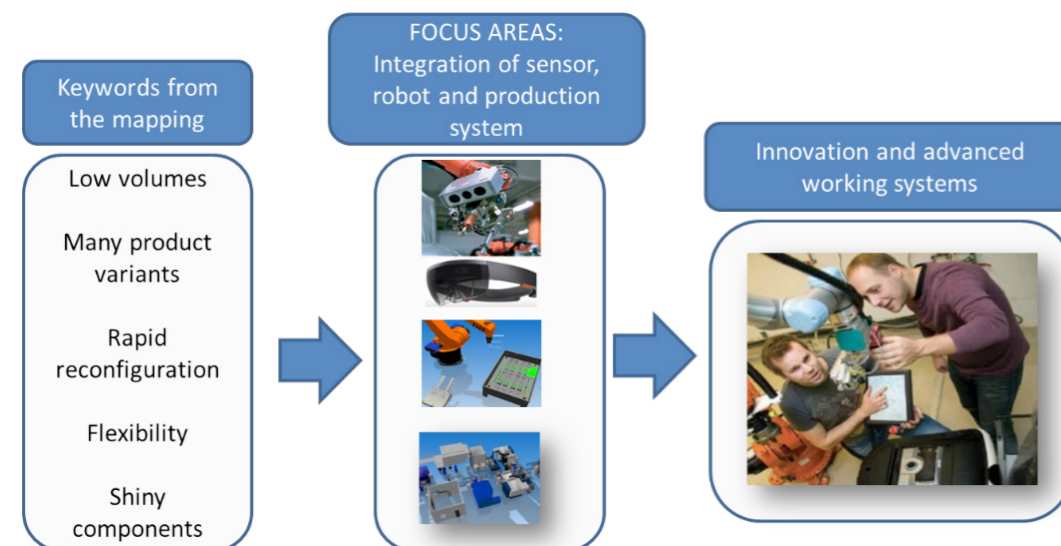 Keywords from
the mapping
Low volumes
Many product
variants
Rapid
reconfiguration
Flexibility
Shiny
components
FOCUS AREAS:
Integration of sensor,
robot and production
system
Innovation and advanced
working systems